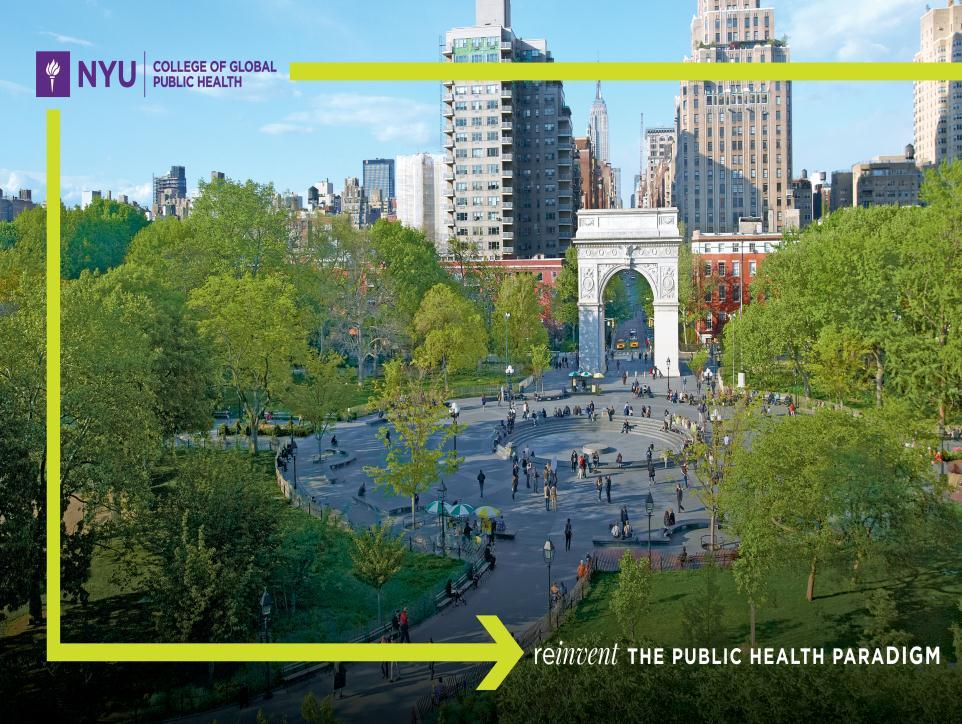 NYU
COLLEGE OF GLOBAL
PUBLIC HEALTH
reinvent THE PUBLIC HEALTH PARADIGM